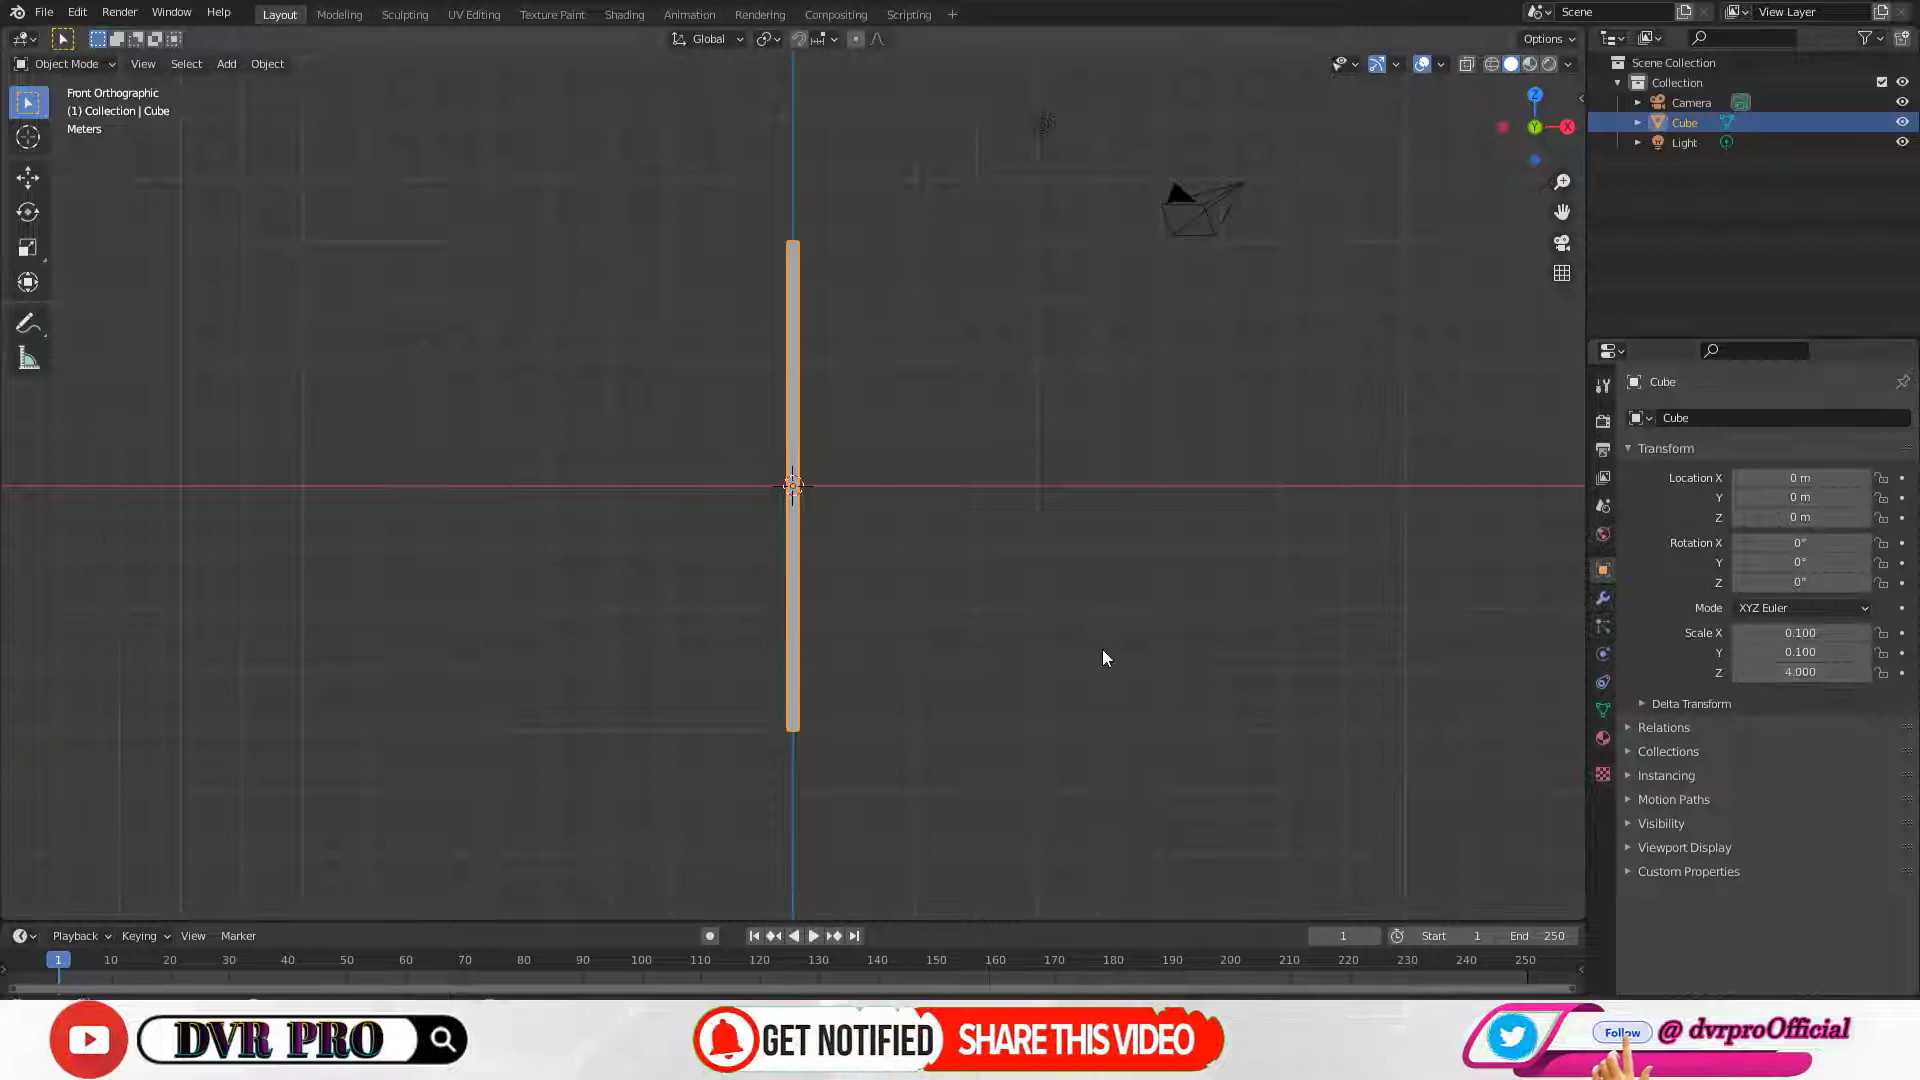 File Edit Render Window Help
Layout Modeling Sculpting UV Editing Texture Paint Shading Animation Rendering Compositing Scripting +
Scene
View Layer
Global
Options
Object Mode View Select Add Object
Front Orthographic
(1) Collection | Cube
Meters
Z
Y
X
Scene Collection
Collection
Camera
Cube
Light
Cube
Cube
Transform
Location X 0 m
Y 0 m
Z 0 m
Rotation X 0°
Y 0°
Z 0°
Mode XYZ Euler
Scale X 0.100
Y 0.100
Z 4.000
Delta Transform
Relations
Collections
Instancing
Motion Paths
Visibility
Viewport Display
Custom Properties
Playback Keying View Marker
1 Start 1 End 250
1 10 20 30 40 50 60 70 80 90 100 110 120 130 140 150 160 170 180 190 200 210 220 230 240 250
DVR PRO
GET NOTIFIED SHARE THIS VIDEO
Follow @ dvrproOfficial